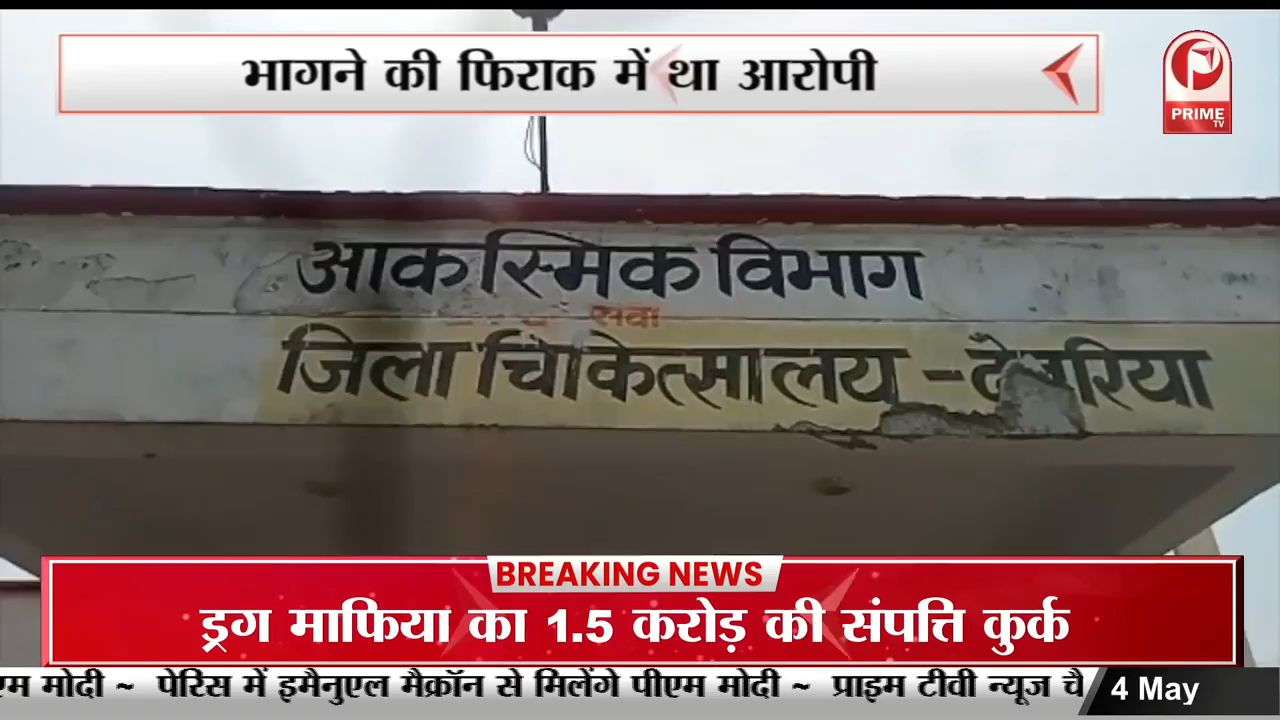 भागने की फिराक में था आरोपी
PRIME
TV
आकस्मिक विभाग
सेवा
जिला चिकित्सालय - देवरिया
BREAKING NEWS
ड्रग माफिया का 1.5 करोड़ की संपत्ति कुर्क
एम मोदी ~ पेरिस में इमैनुएल मैक्रॉन से मिलेंगे पीएम मोदी ~ प्राइम टीवी न्यूज चै
4 May